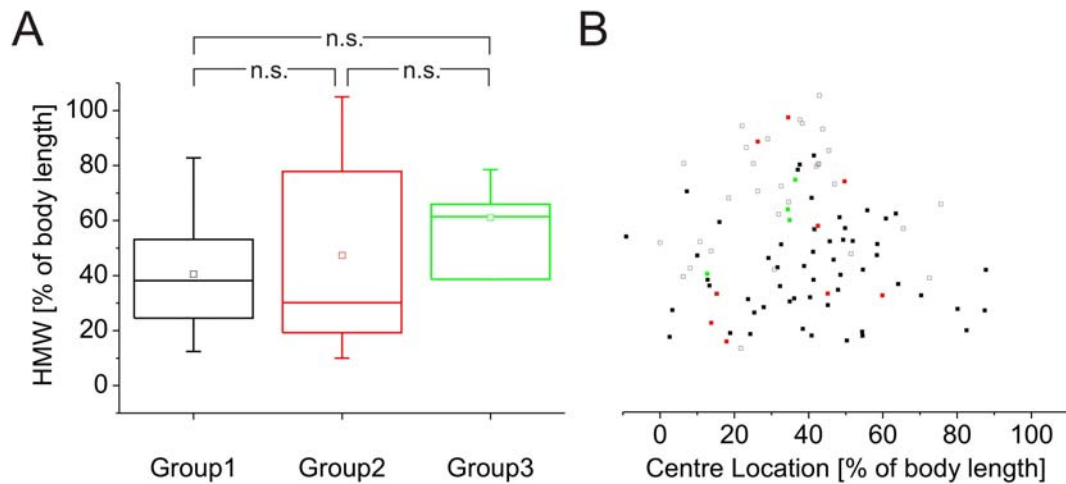 A
B
n.s.
n.s.
n.s.
HMW [% of body length]
100
80
60
40
20
0
Group1 Group2 Group3
0 20 40 60 80 100
Centre Location [% of body length]